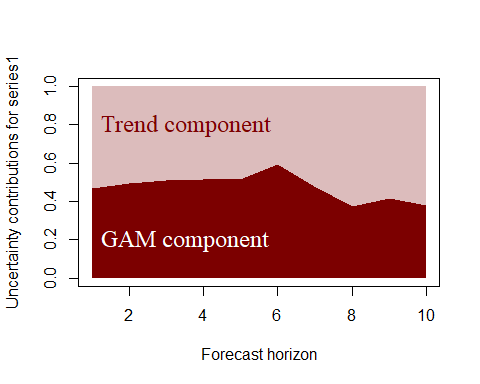 Uncertainty contributions for series1
1.0
0.8
0.6
0.4
0.2
0.0
Trend component
GAM component
2 4 6 8 10
Forecast horizon